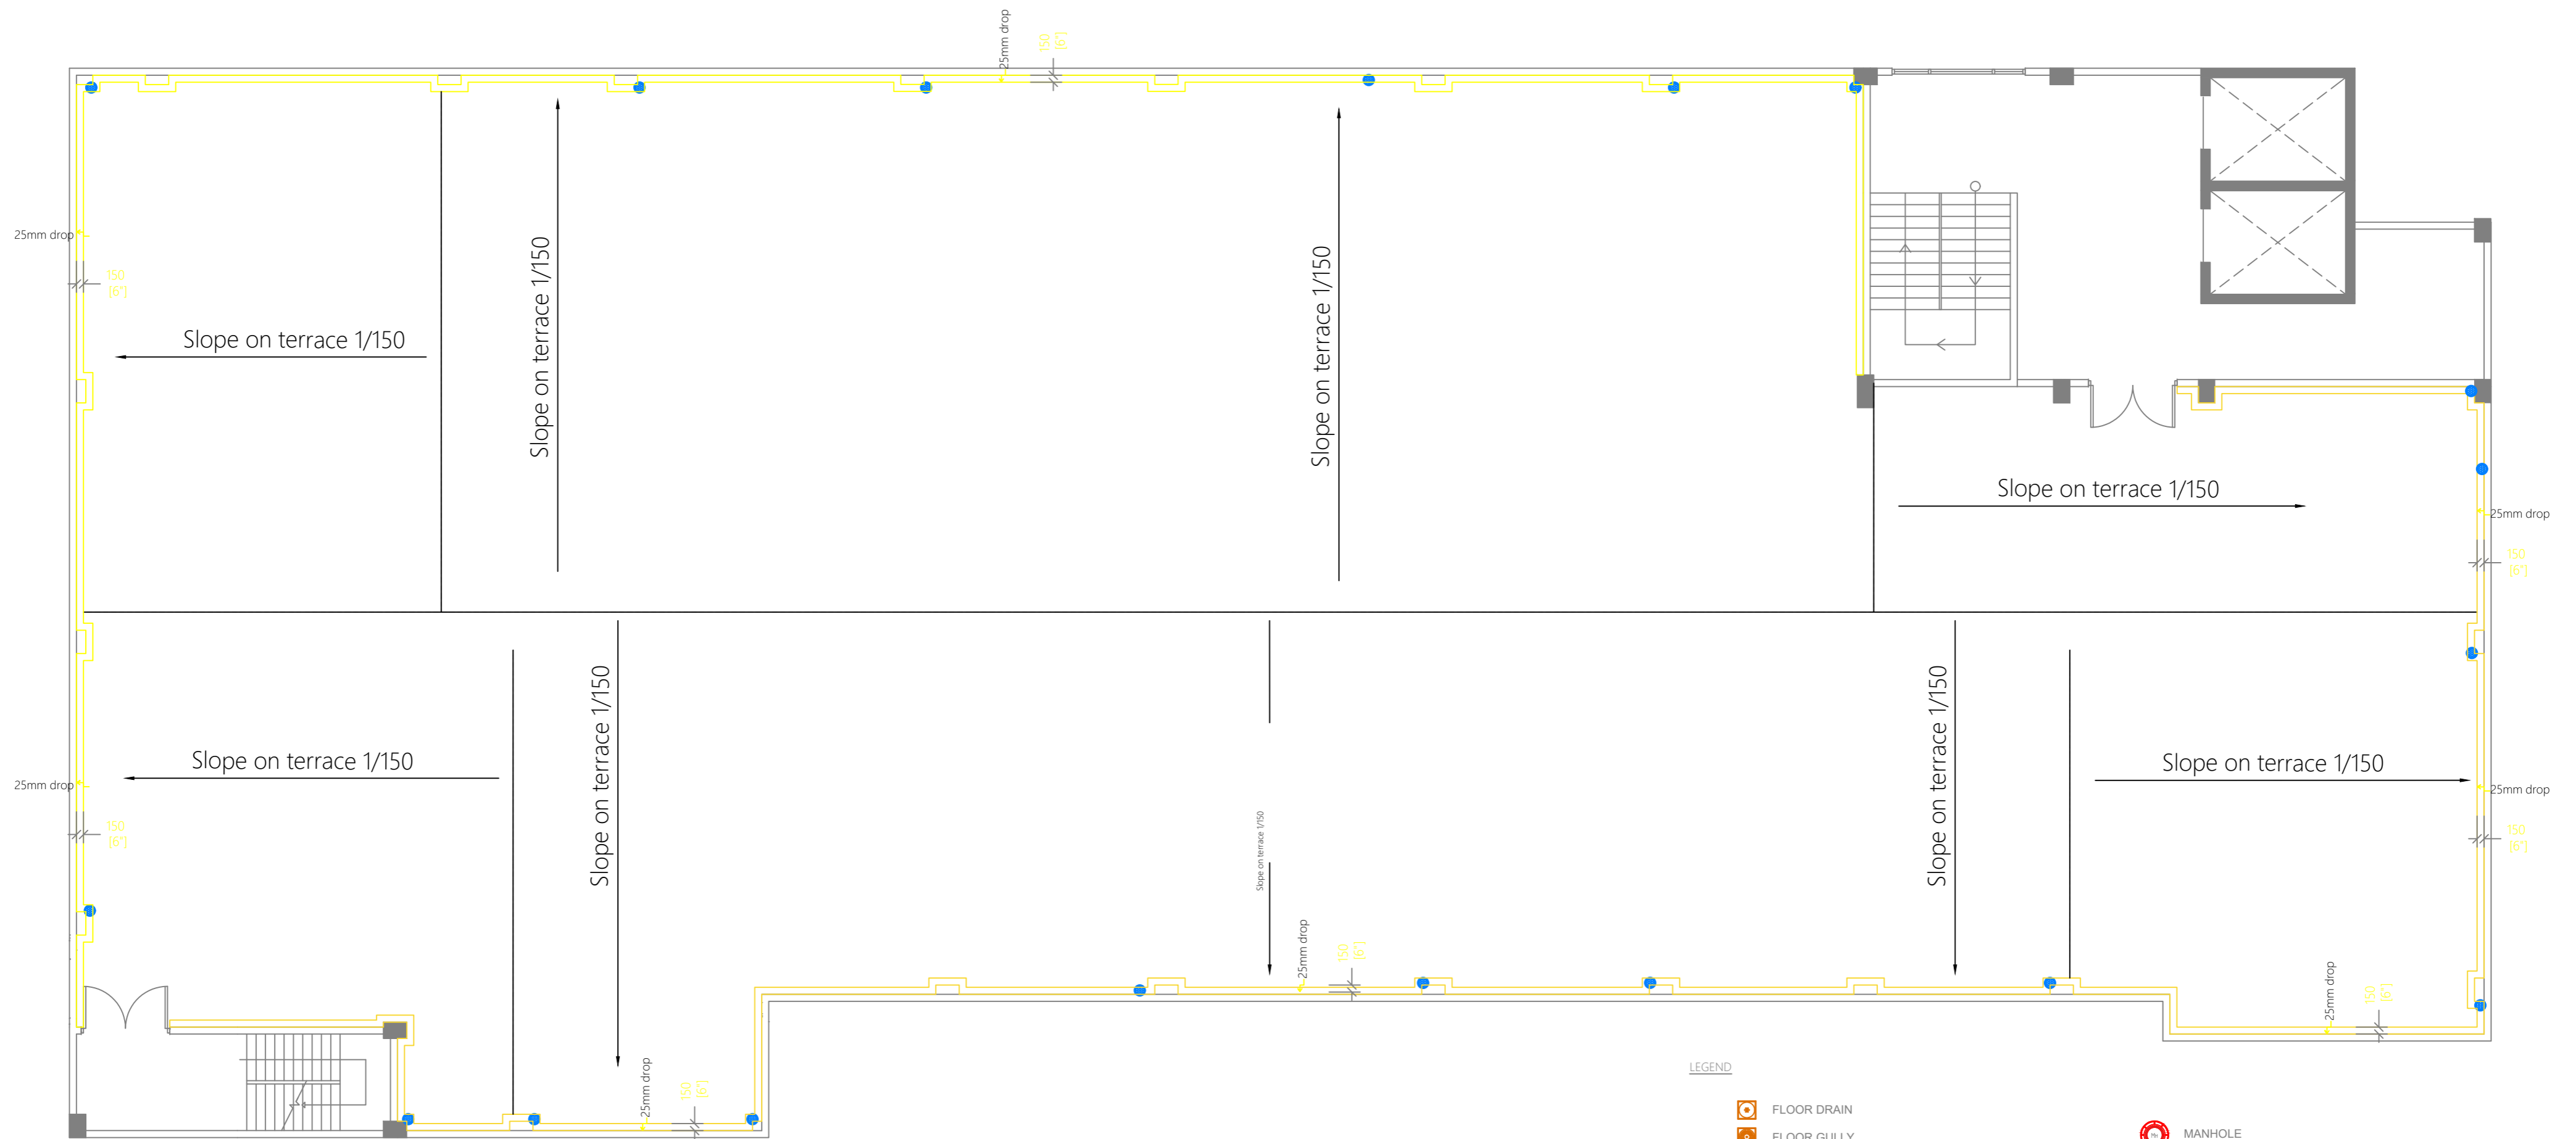 25mm drop
150
(6")
25mm drop
150
(6")
Slope on terrace 1/150
Slope on terrace 1/150
Slope on terrace 1/150
Slope on terrace 1/150
25mm drop
150
(6")
Slope on terrace 1/150
Slope on terrace 1/150
Slope on terrace 1/150
Slope on terrace 1/150
Slope on terrace 1/150
25mm drop
150
(6")
25mm drop
150
(6")
25mm drop
150
(6")
25mm drop
150
(6")
25mm drop
150
(6")
LEGEND
FLOOR DRAIN
FLOOR GULLY
MANHOLE